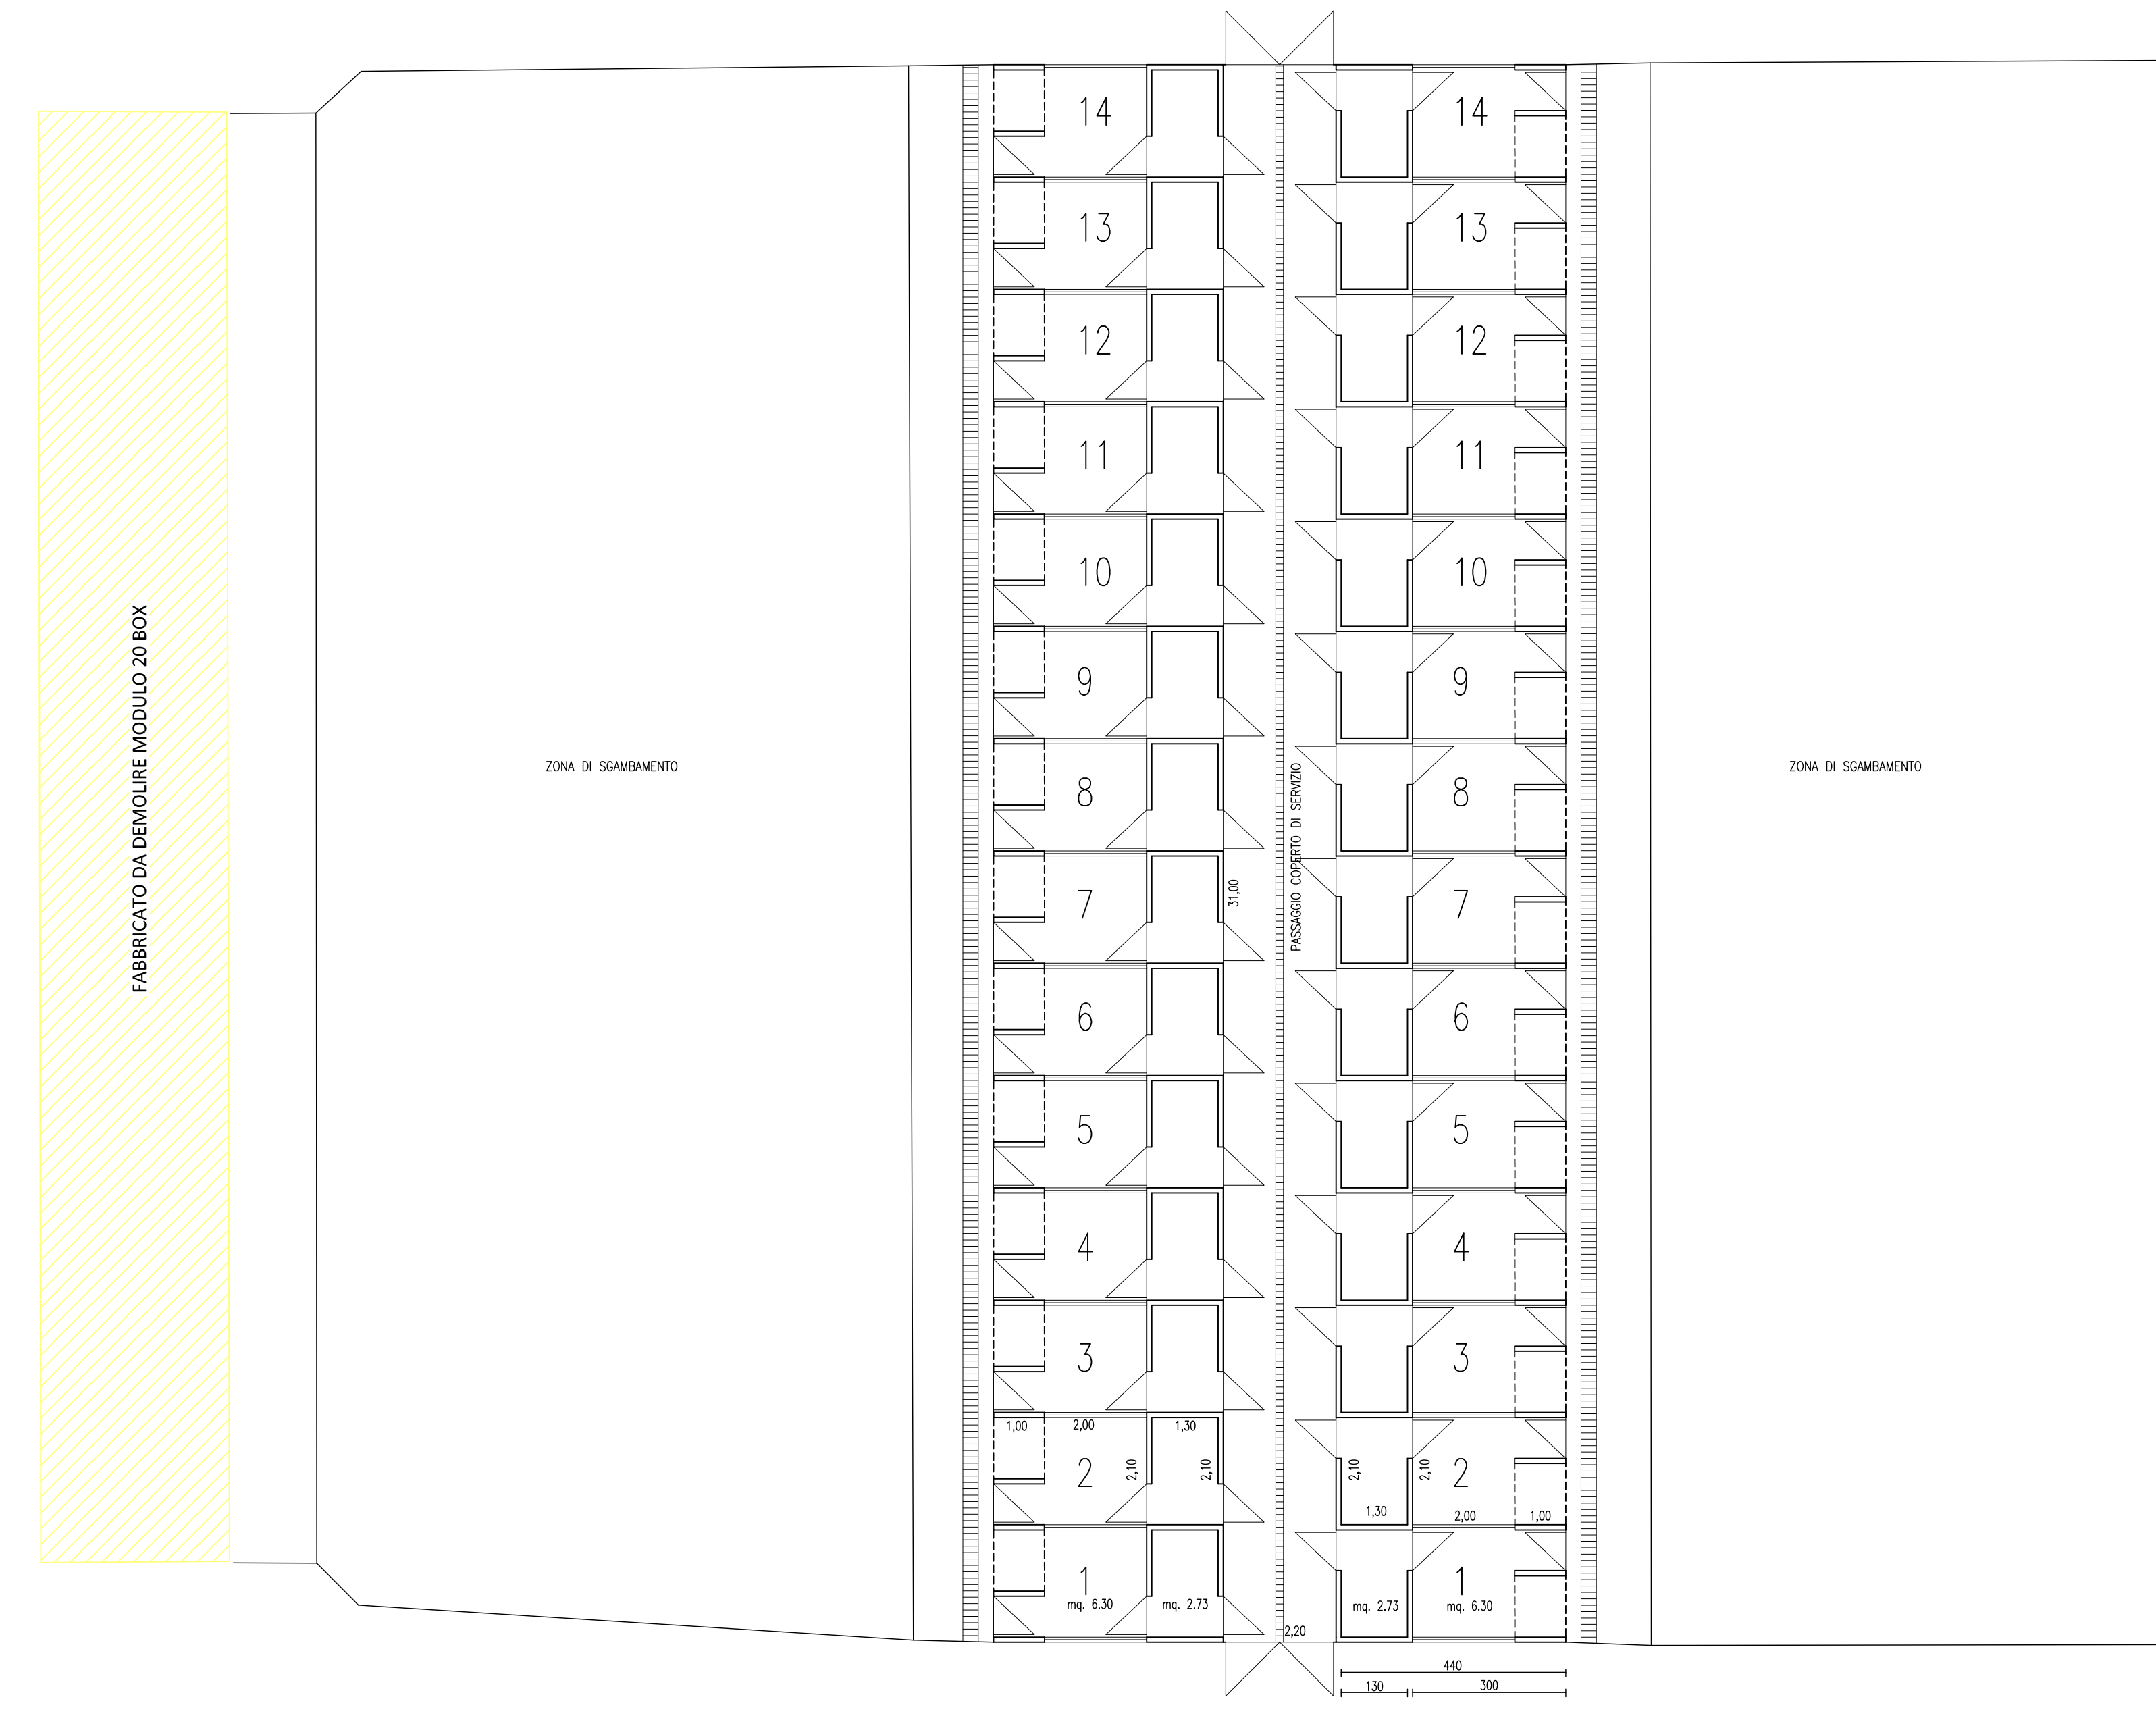 14 14
13 13
12 12
11 11
10 10
9 9
FABBRICATO DA DEMOLIRE MODULO 20 BOX
ZONA DI SGAMBAMENTO
ZONA DI SGAMBAMENTO
8 8
PASSAGGIO COPERTO DI SERVIZIO
31,00
7 7
6 6
5 5
4 4
3 3
1,00 2,00 1,30
2 2,10 2,10 2,10 2,10 2
1,30 2,00 1,00
1 1
mq. 6.30 mq. 2.73 mq. 2.73 mq. 6.30
2,20
440
130 300